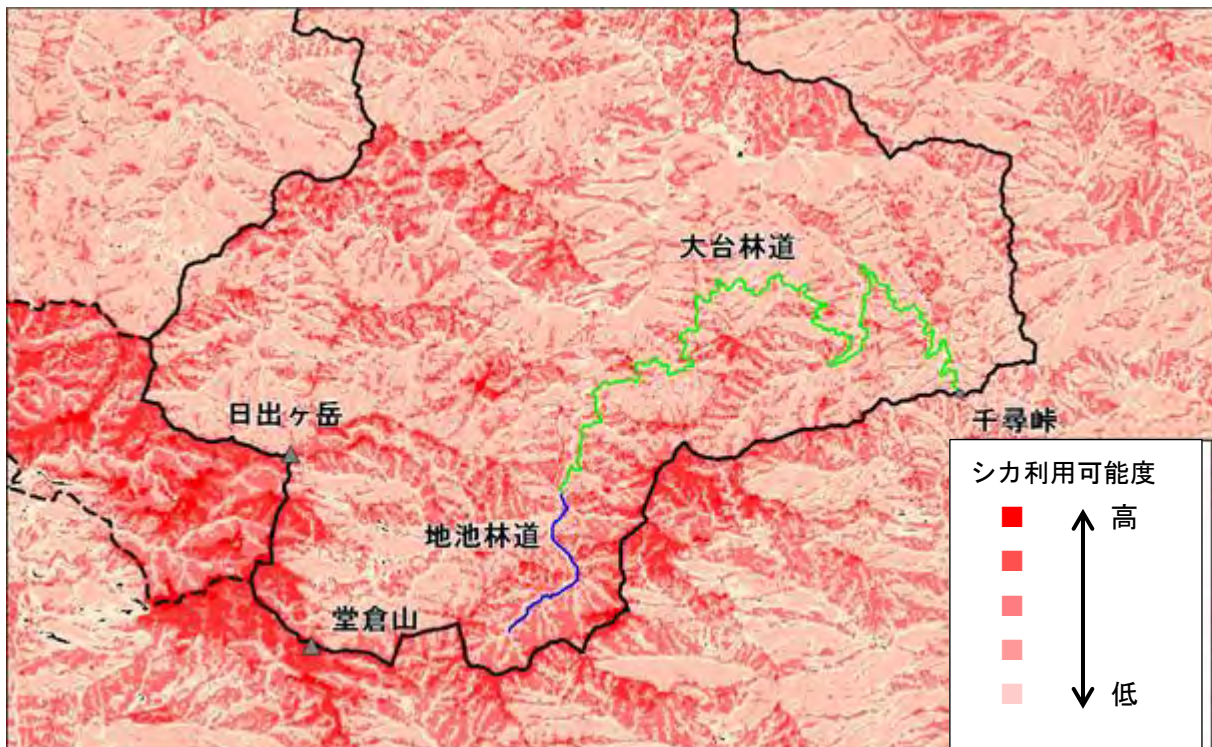 大台林道
日出ヶ岳
千尋峠
地池林道
堂倉山
シカ利用可能度
高
低